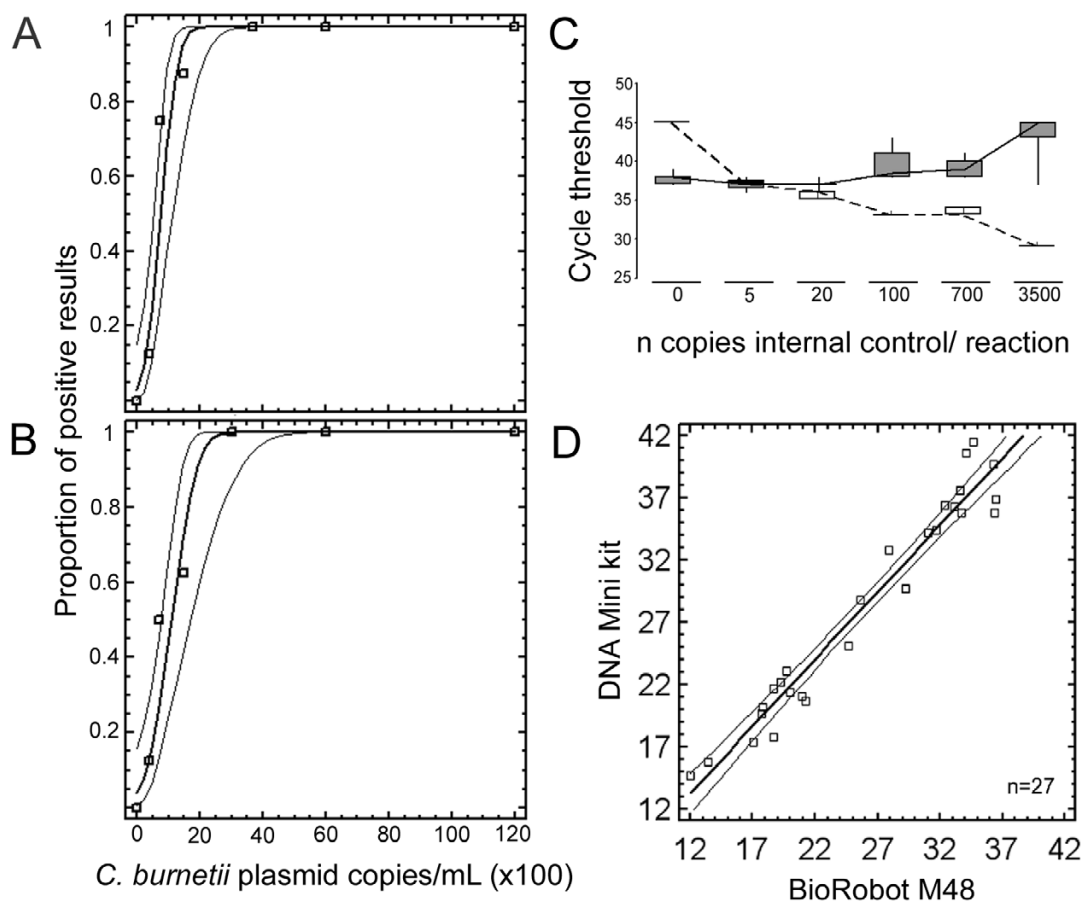 A
1
0.8
0.6
0.4
0.2
B
1
0.8
0.6
0.4
0.2
0 20 40 60 80 100 120
Proportion of positive results
C. burnetii plasmid copies/mL (x100)
C
50
45
40
35
30
25
Cycle threshold
0 5 20 100 700 3500
n copies internal control/ reaction
D
42
37
32
27
22
17
12
DNA Mini kit
n=27
12 17 22 27 32 37 42
BioRobot M48